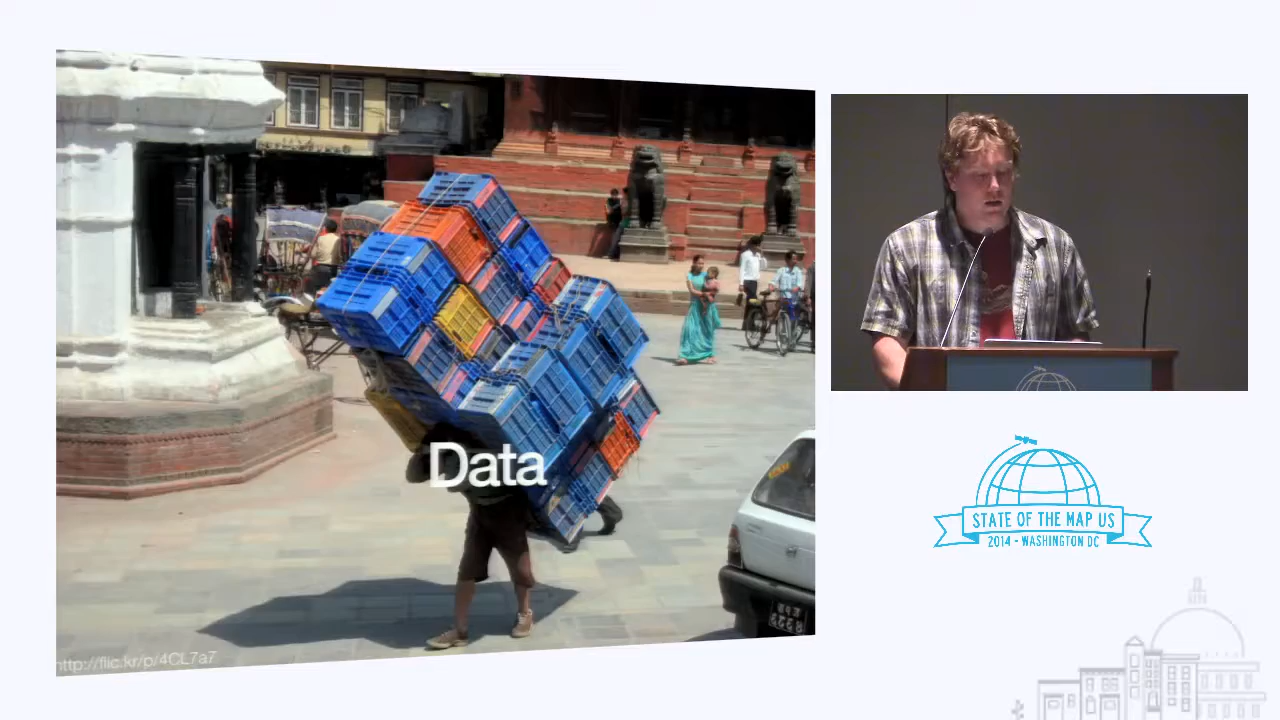 Data
http://flic.kr/p/4CL7a7
STATE OF THE MAP US
2014 - WASHINGTON DC